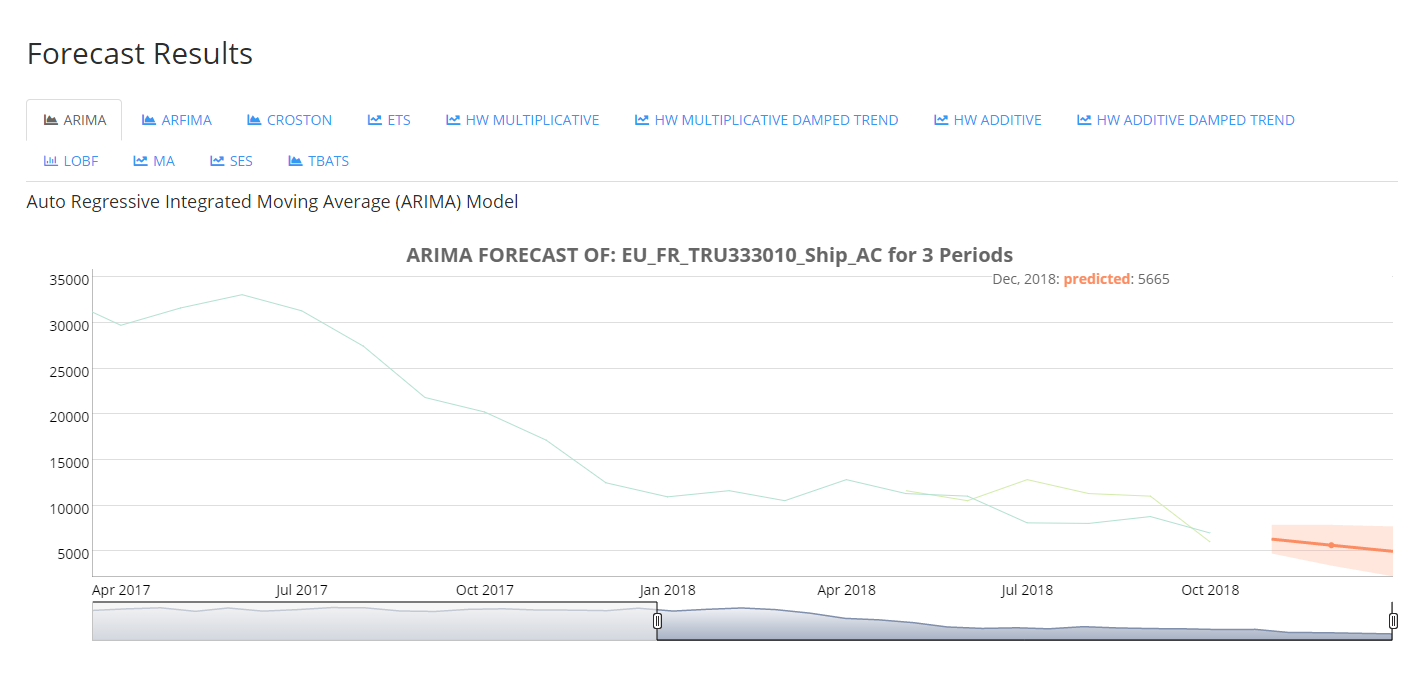 Forecast Results
ARIMA ARFIMA CROSTON ETS HW MULTIPLICATIVE HW MULTIPLICATIVE DAMPED TREND HW ADDITIVE HW ADDITIVE DAMPED TREND
LOBF MA SES TBATS
Auto Regressive Integrated Moving Average (ARIMA) Model
ARIMA FORECAST OF: EU_FR_TRU333010_Ship_AC for 3 Periods
Dec, 2018: predicted: 5665
35000
30000
25000
20000
15000
10000
5000
Apr 2017 Jul 2017 Oct 2017 Jan 2018 Apr 2018 Jul 2018 Oct 2018